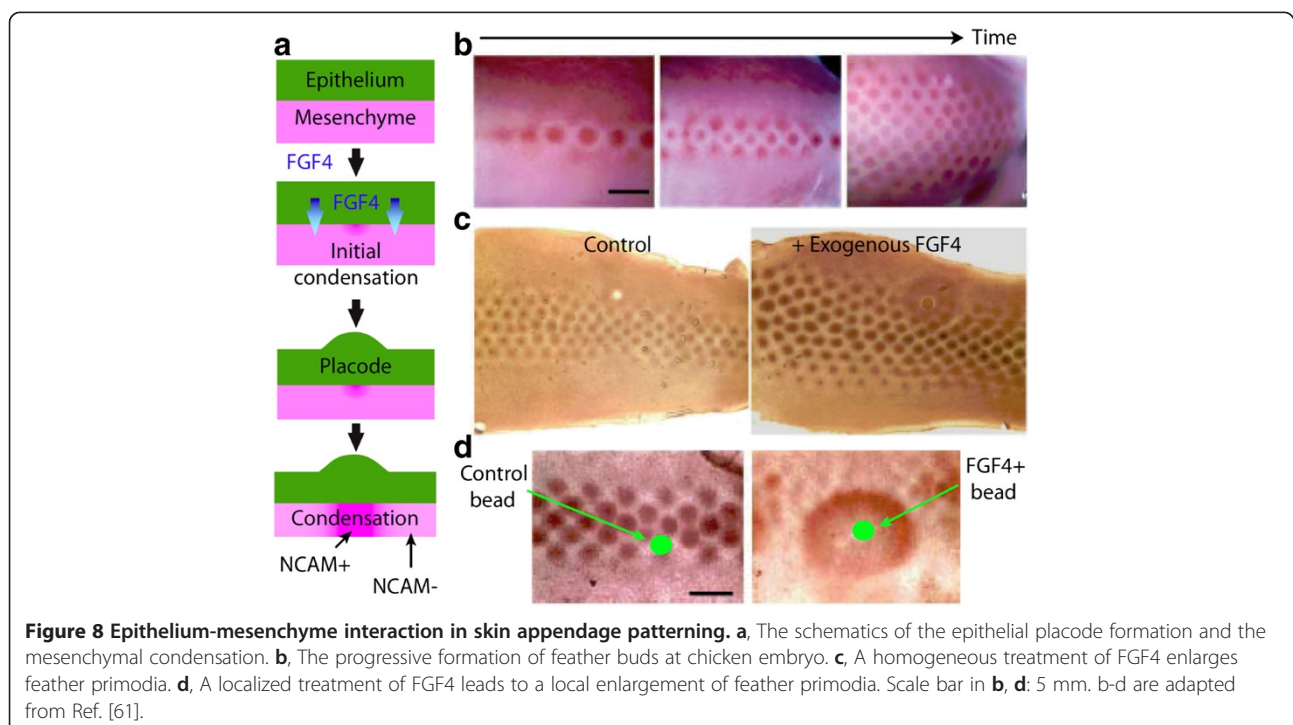 a
b
Time
Epithelium
Mesenchyme
FGF4
FGF4
Initial
condensation
Placode
Condensation
NCAM+
NCAM-
c
Control
+ Exogenous FGF4
d
Control
bead
FGF4+
bead
Figure 8 Epithelium-mesenchyme interaction in skin appendage patterning. a, The schematics of the epithelial placode formation and the
mesenchymal condensation. b, The progressive formation of feather buds at chicken embryo. c, A homogeneous treatment of FGF4 enlarges
feather primodia. d, A localized treatment of FGF4 leads to a local enlargement of feather primodia. Scale bar in b, d: 5 mm. b-d are adapted
from Ref. [61].